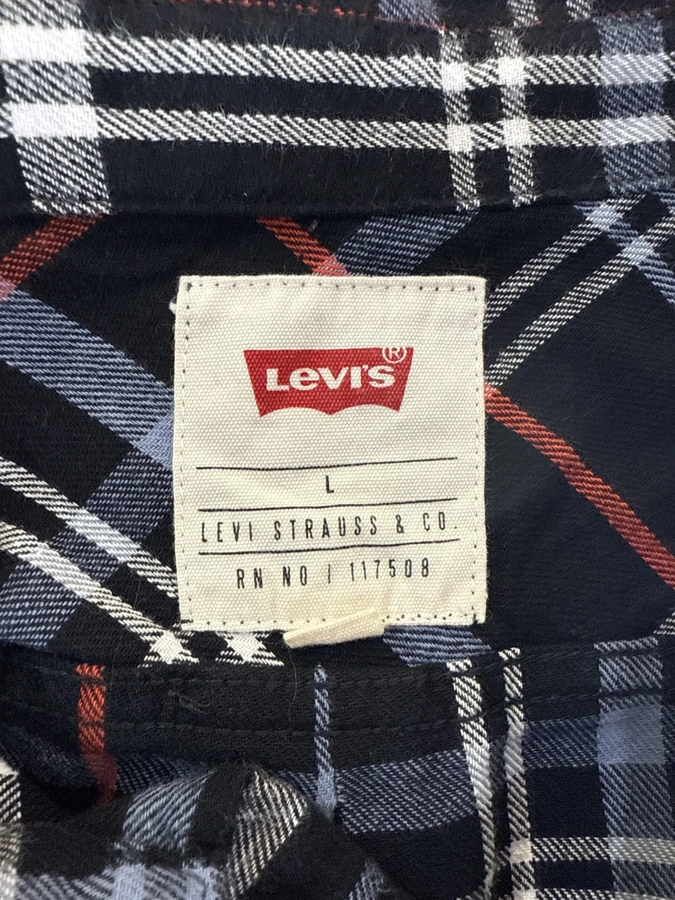 LEVI'S®
L
LEVI STRAUSS & CO.
RN NO / 117508